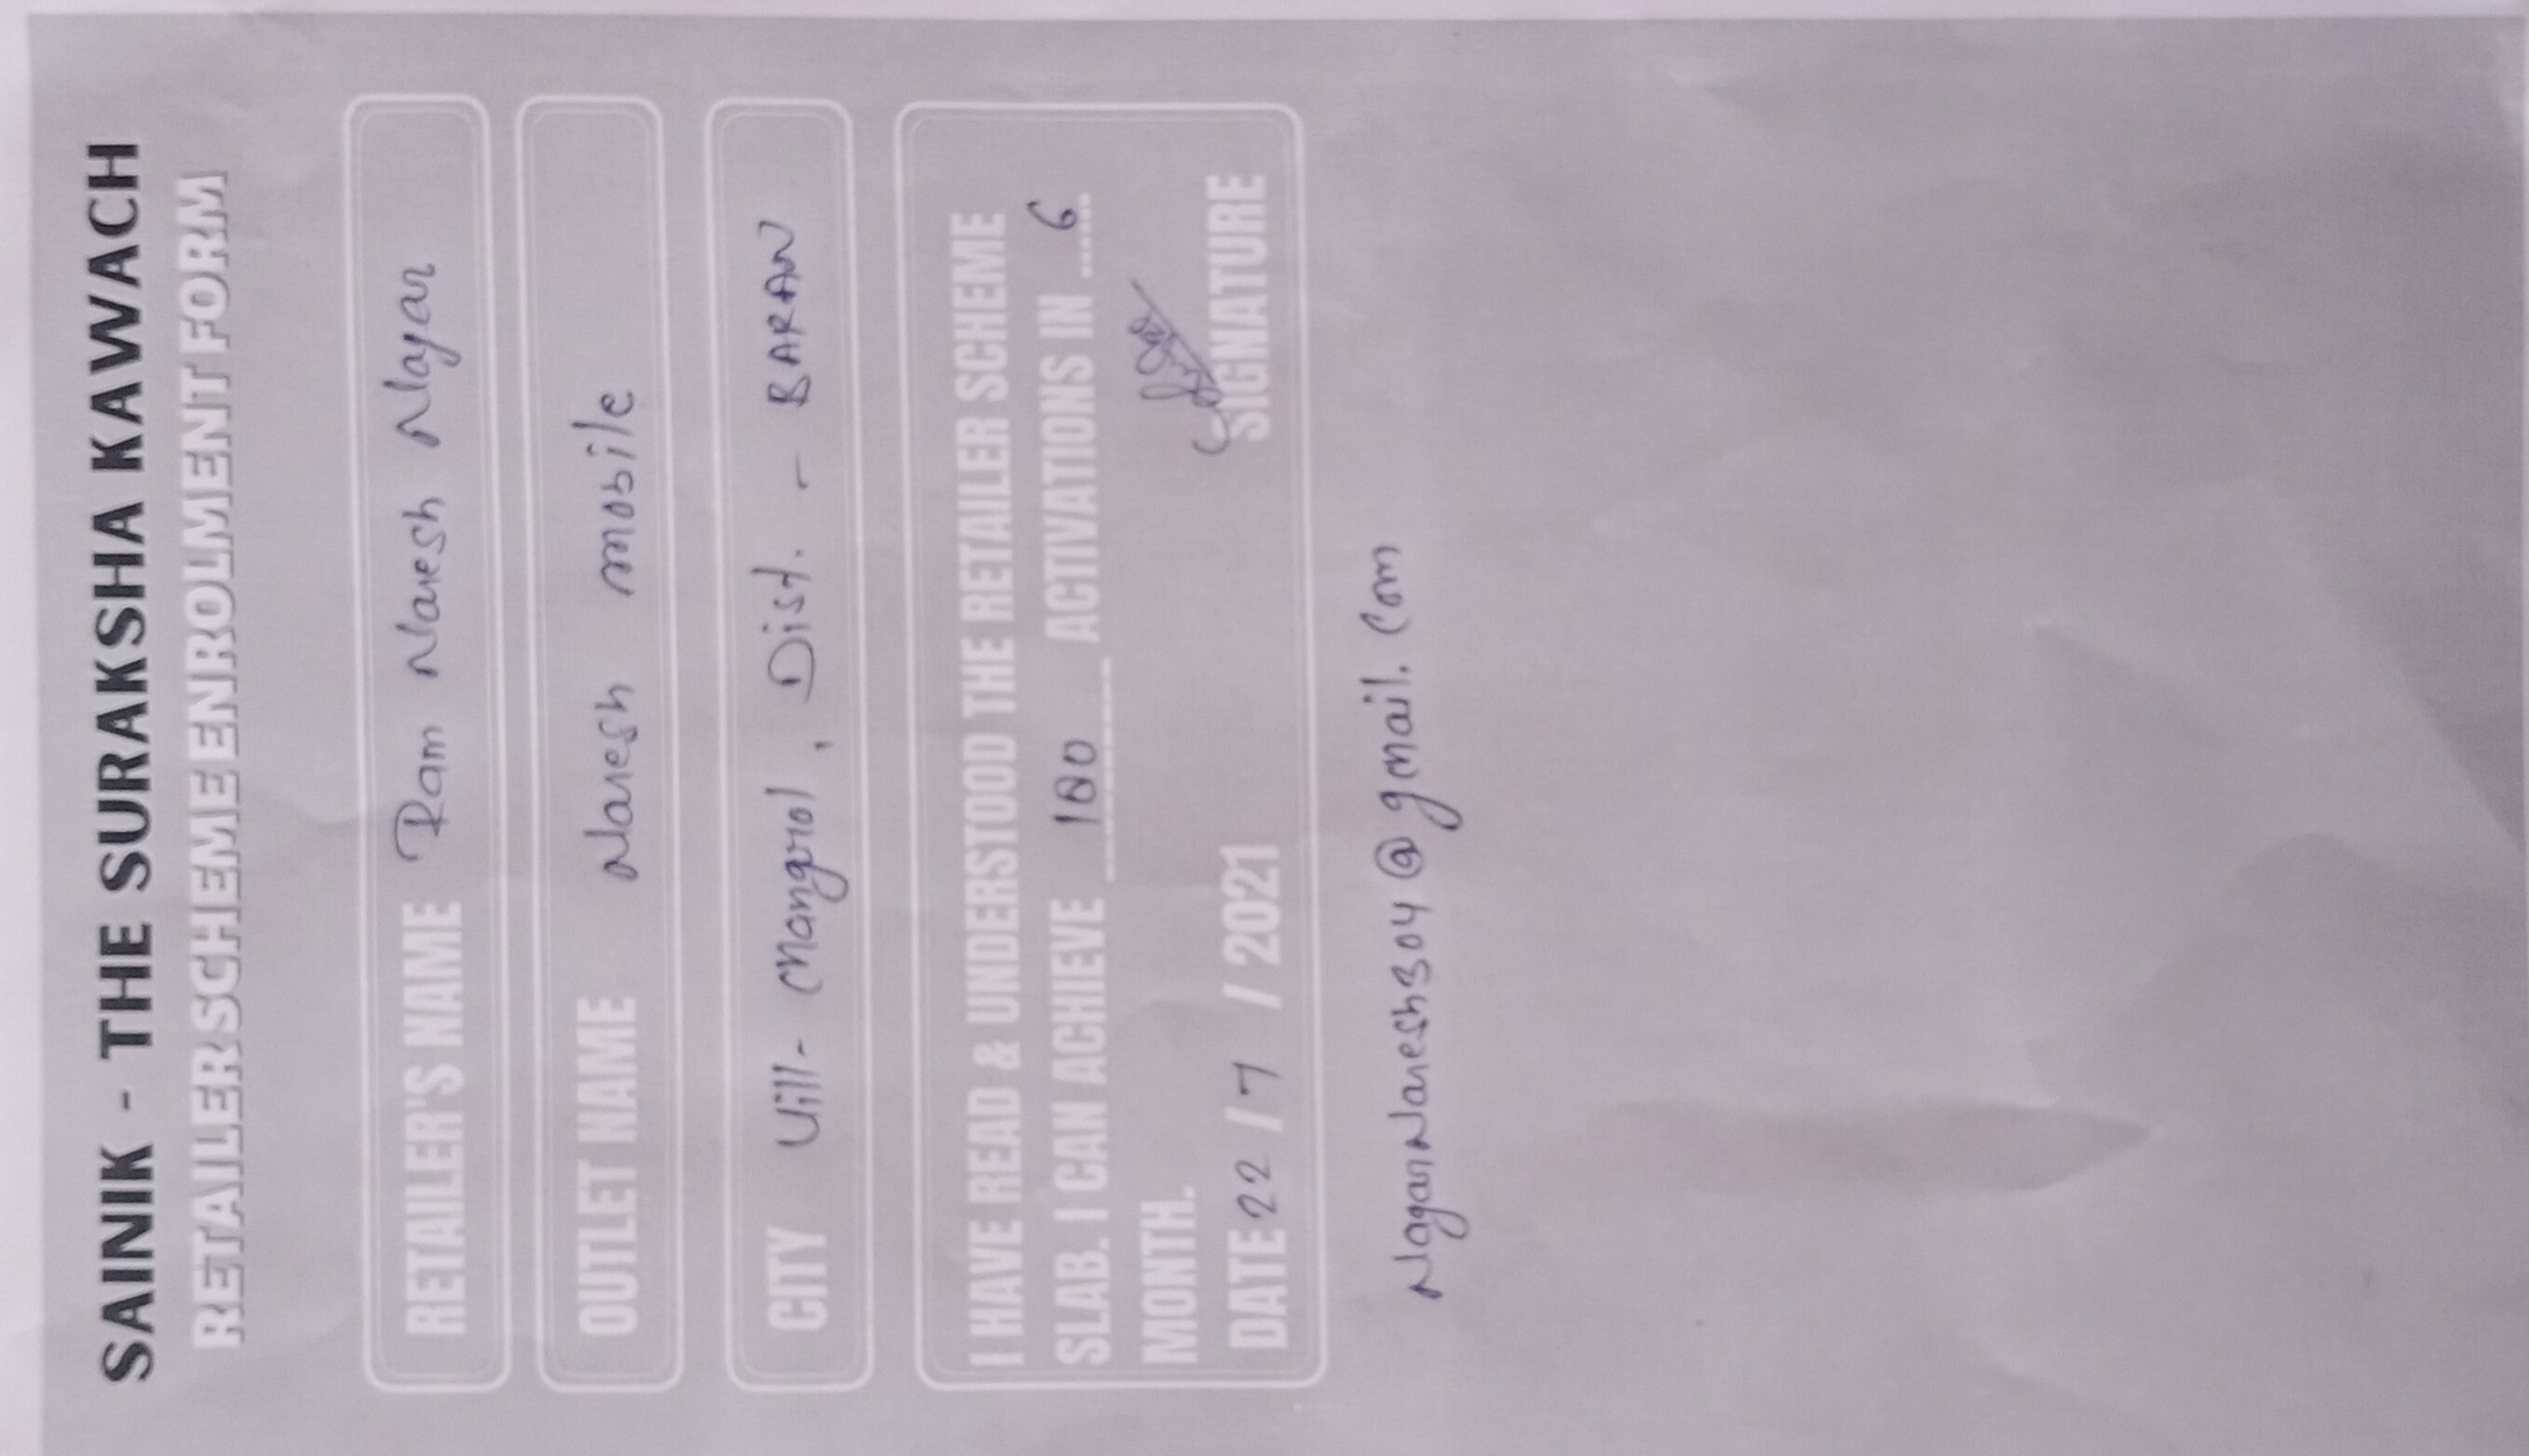 SAINIK - THE SURAKSHA KAWACH
RETAILER SCHEME ENROLMENT FORM
RETAILER'S NAME Ram Naresh Nagar
OUTLET NAME Naresh mobile
CITY Vill- Mangrol, Dist. - BARAN
I HAVE READ & UNDERSTOOD THE RETAILER SCHEME
SLAB. I CAN ACHIEVE 100 ACTIVATIONS IN 6
MONTH.
DATE 22 / 7 / 2021 SIGNATURE
NagarNaresh304@gmail.com